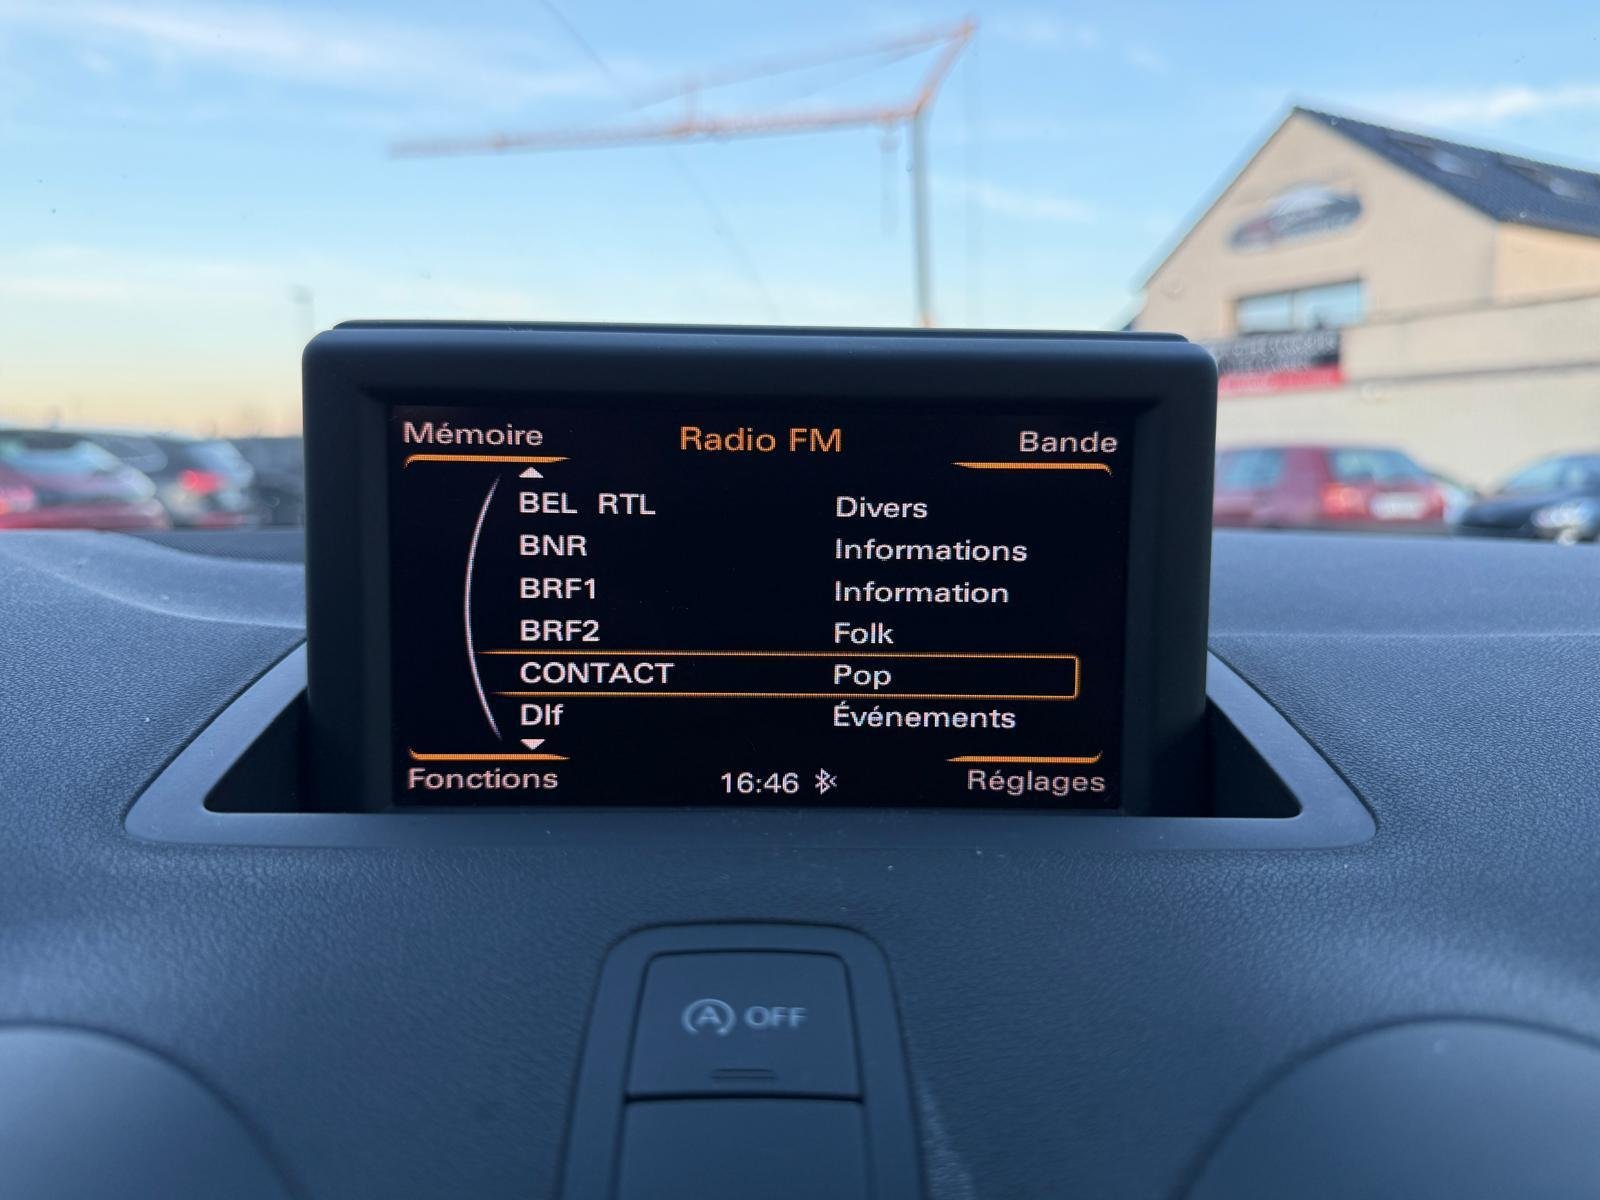 Mémoire Radio FM Bande
BEL RTL Divers
BNR Informations
BRF1 Information
BRF2 Folk
CONTACT Pop
Dlf Événements
Fonctions 16:46 Réglages
A OFF